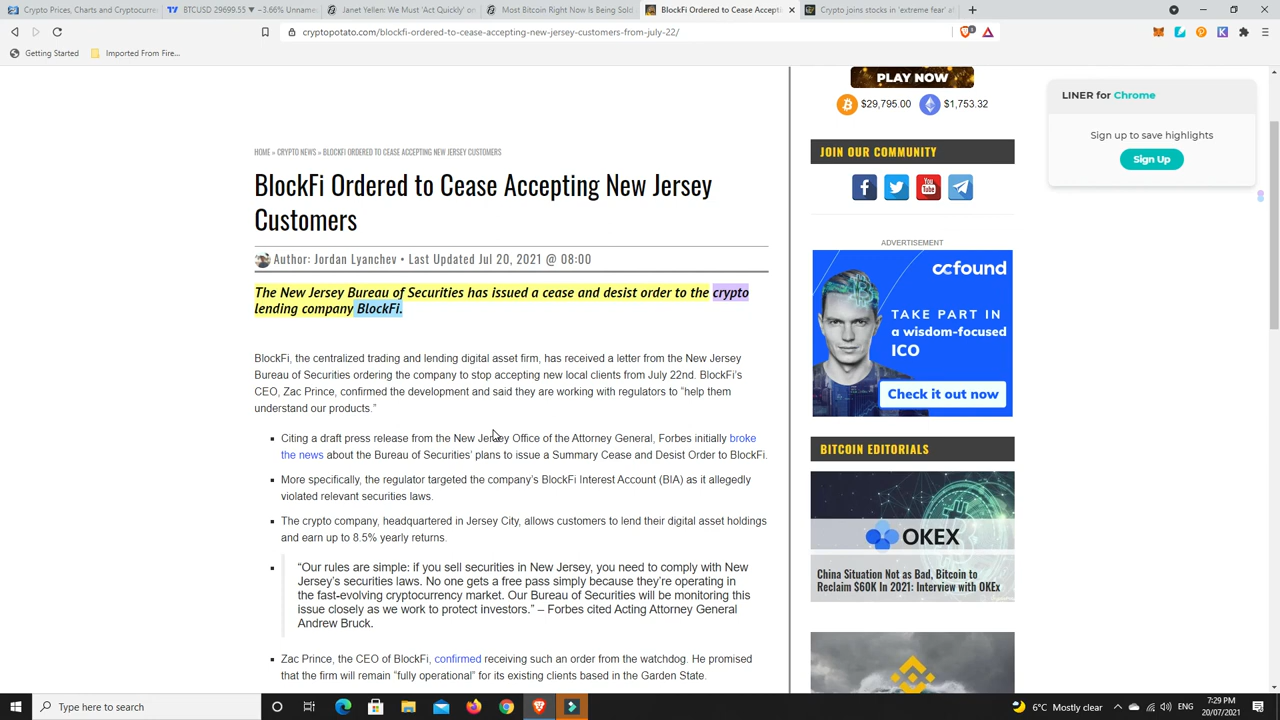 Crypto Prices, Charts and Cryptocu
BTCUSD 29699.55 ▼ −3.66% Unname
Janet Yellen: We Must 'Act Quickly' on
Most Bitcoin Right Now is Being Sold
BlockFi Ordered to Cease Accepting
Crypto joins stocks in 'extreme fear' a
cryptopotato.com/blockfi-ordered-to-cease-accepting-new-jersey-customers-from-july-22/
Getting Started
Imported From Fire...
PLAY NOW
$29,795.00
$1,753.32
LINER for Chrome
Sign up to save highlights
Sign Up
HOME » CRYPTO NEWS » BLOCKFI ORDERED TO CEASE ACCEPTING NEW JERSEY CUSTOMERS
BlockFi Ordered to Cease Accepting New Jersey
Customers
Author: Jordan Lyanchev • Last Updated Jul 20, 2021 @ 08:00
The New Jersey Bureau of Securities has issued a cease and desist order to the crypto
lending company BlockFi.
BlockFi, the centralized trading and lending digital asset firm, has received a letter from the New Jersey
Bureau of Securities ordering the company to stop accepting new local clients from July 22nd. BlockFi's
CEO, Zac Prince, confirmed the development and said they are working with regulators to "help them
understand our products."
Citing a draft press release from the New Jersey Office of the Attorney General, Forbes initially broke
the news about the Bureau of Securities' plans to issue a Summary Cease and Desist Order to BlockFi.
More specifically, the regulator targeted the company's BlockFi Interest Account (BIA) as it allegedly
violated relevant securities laws.
The crypto company, headquartered in Jersey City, allows customers to lend their digital asset holdings
and earn up to 8.5% yearly returns.
"Our rules are simple: if you sell securities in New Jersey, you need to comply with New
Jersey's securities laws. No one gets a free pass simply because they're operating in
the fast-evolving cryptocurrency market. Our Bureau of Securities will be monitoring this
issue closely as we work to protect investors." – Forbes cited Acting Attorney General
Andrew Bruck.
Zac Prince, the CEO of BlockFi, confirmed receiving such an order from the watchdog. He promised
that the firm will remain "fully operational" for its existing clients based in the Garden State.
JOIN OUR COMMUNITY
You
Tube
ADVERTISEMENT
ccfound
TAKE PART IN
a wisdom-focused
ICO
Check it out now
BITCOIN EDITORIALS
OKEX
China Situation Not as Bad, Bitcoin to
Reclaim $60K In 2021: Interview with OKEx
Type here to search
6°C Mostly clear
ENG
7:29 PM
20/07/2021